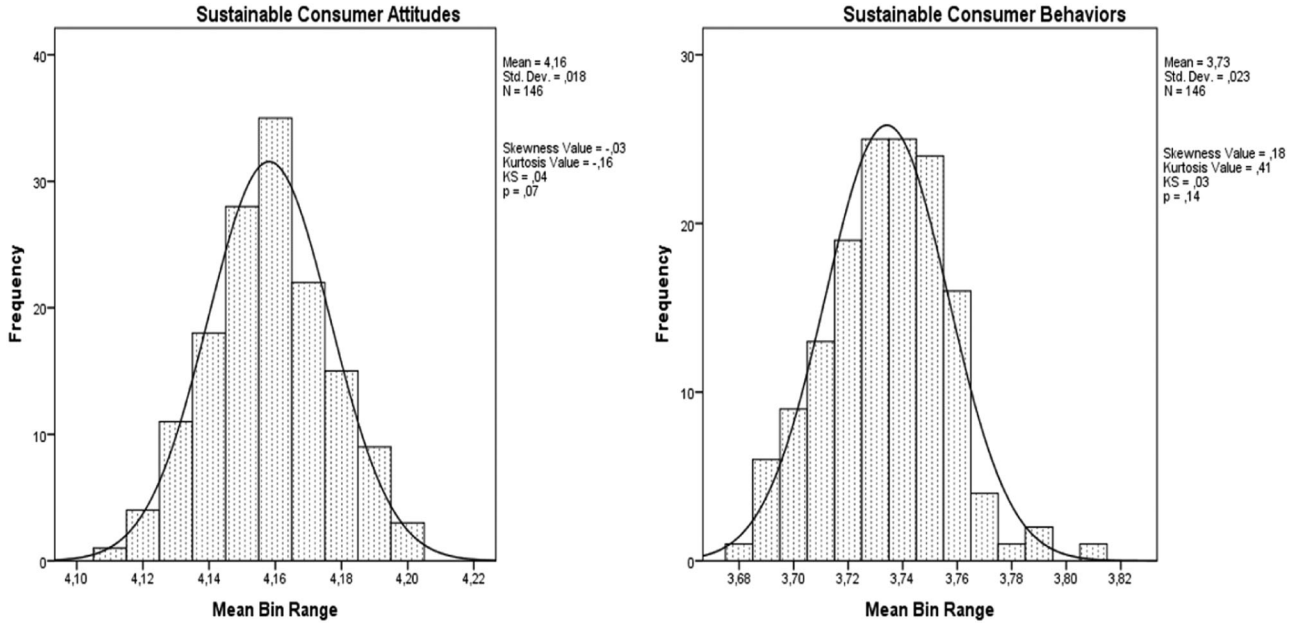 Sustainable Consumer Attitudes
40
30
20
10
0
Frequency
4,10 4,12 4,14 4,16 4,18 4,20 4,22
Mean Bin Range
Mean = 4,16
Std. Dev. = ,018
N = 146
Skewness Value = -,03
Kurtosis Value = -,16
KS = ,04
p = ,07
Sustainable Consumer Behaviors
30
20
10
0
Frequency
3,68 3,70 3,72 3,74 3,76 3,78 3,80 3,82
Mean Bin Range
Mean = 3,73
Std. Dev. = ,023
N = 146
Skewness Value = ,18
Kurtosis Value = ,41
KS = ,03
p = ,14